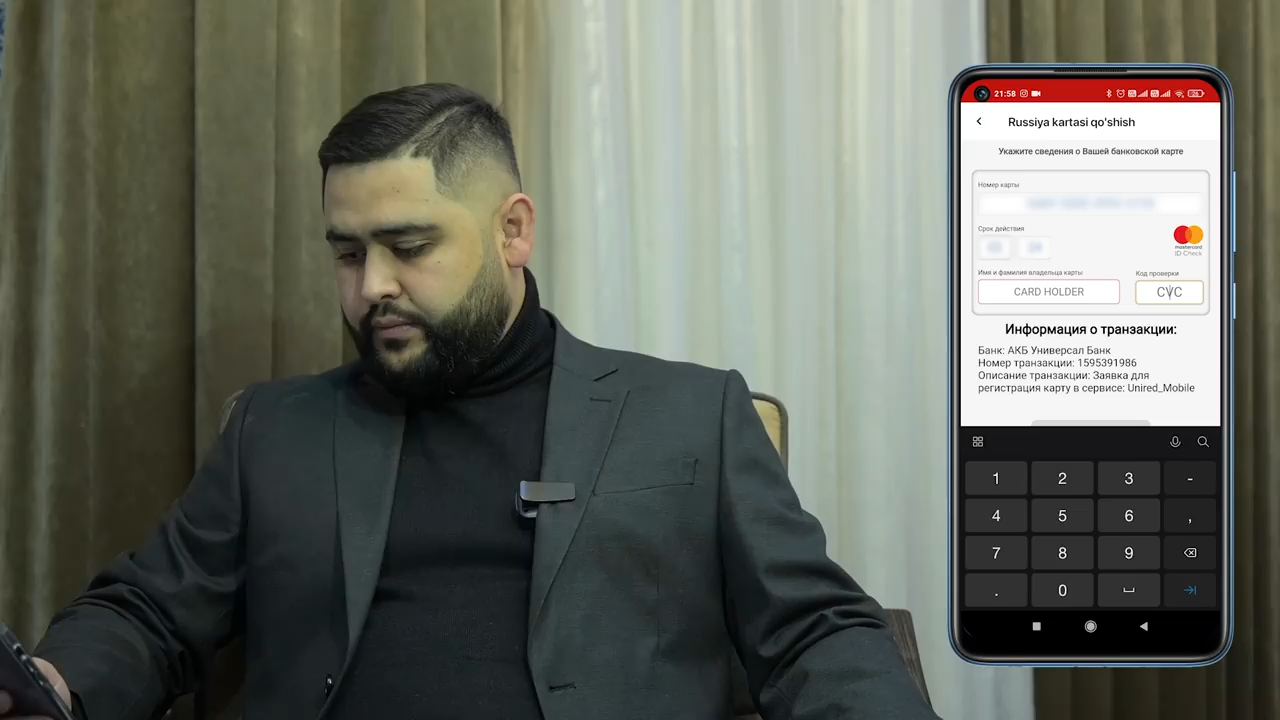 21:58
Russiya kartasi qo'shish
Укажите сведения о Вашей банковской карте
Номер карты
Срок действия
mastercard
ID Check
Имя и фамилия владельца карты
Код проверки
CARD HOLDER
CVC
Информация о транзакции:
Банк: АКБ Универсал Банк
Номер транзакции: 1595391986
Описание транзакции: Заявка для
регистрация карту в сервисе: Unired_Mobile
1 2 3 -
4 5 6 ,
7 8 9
. 0